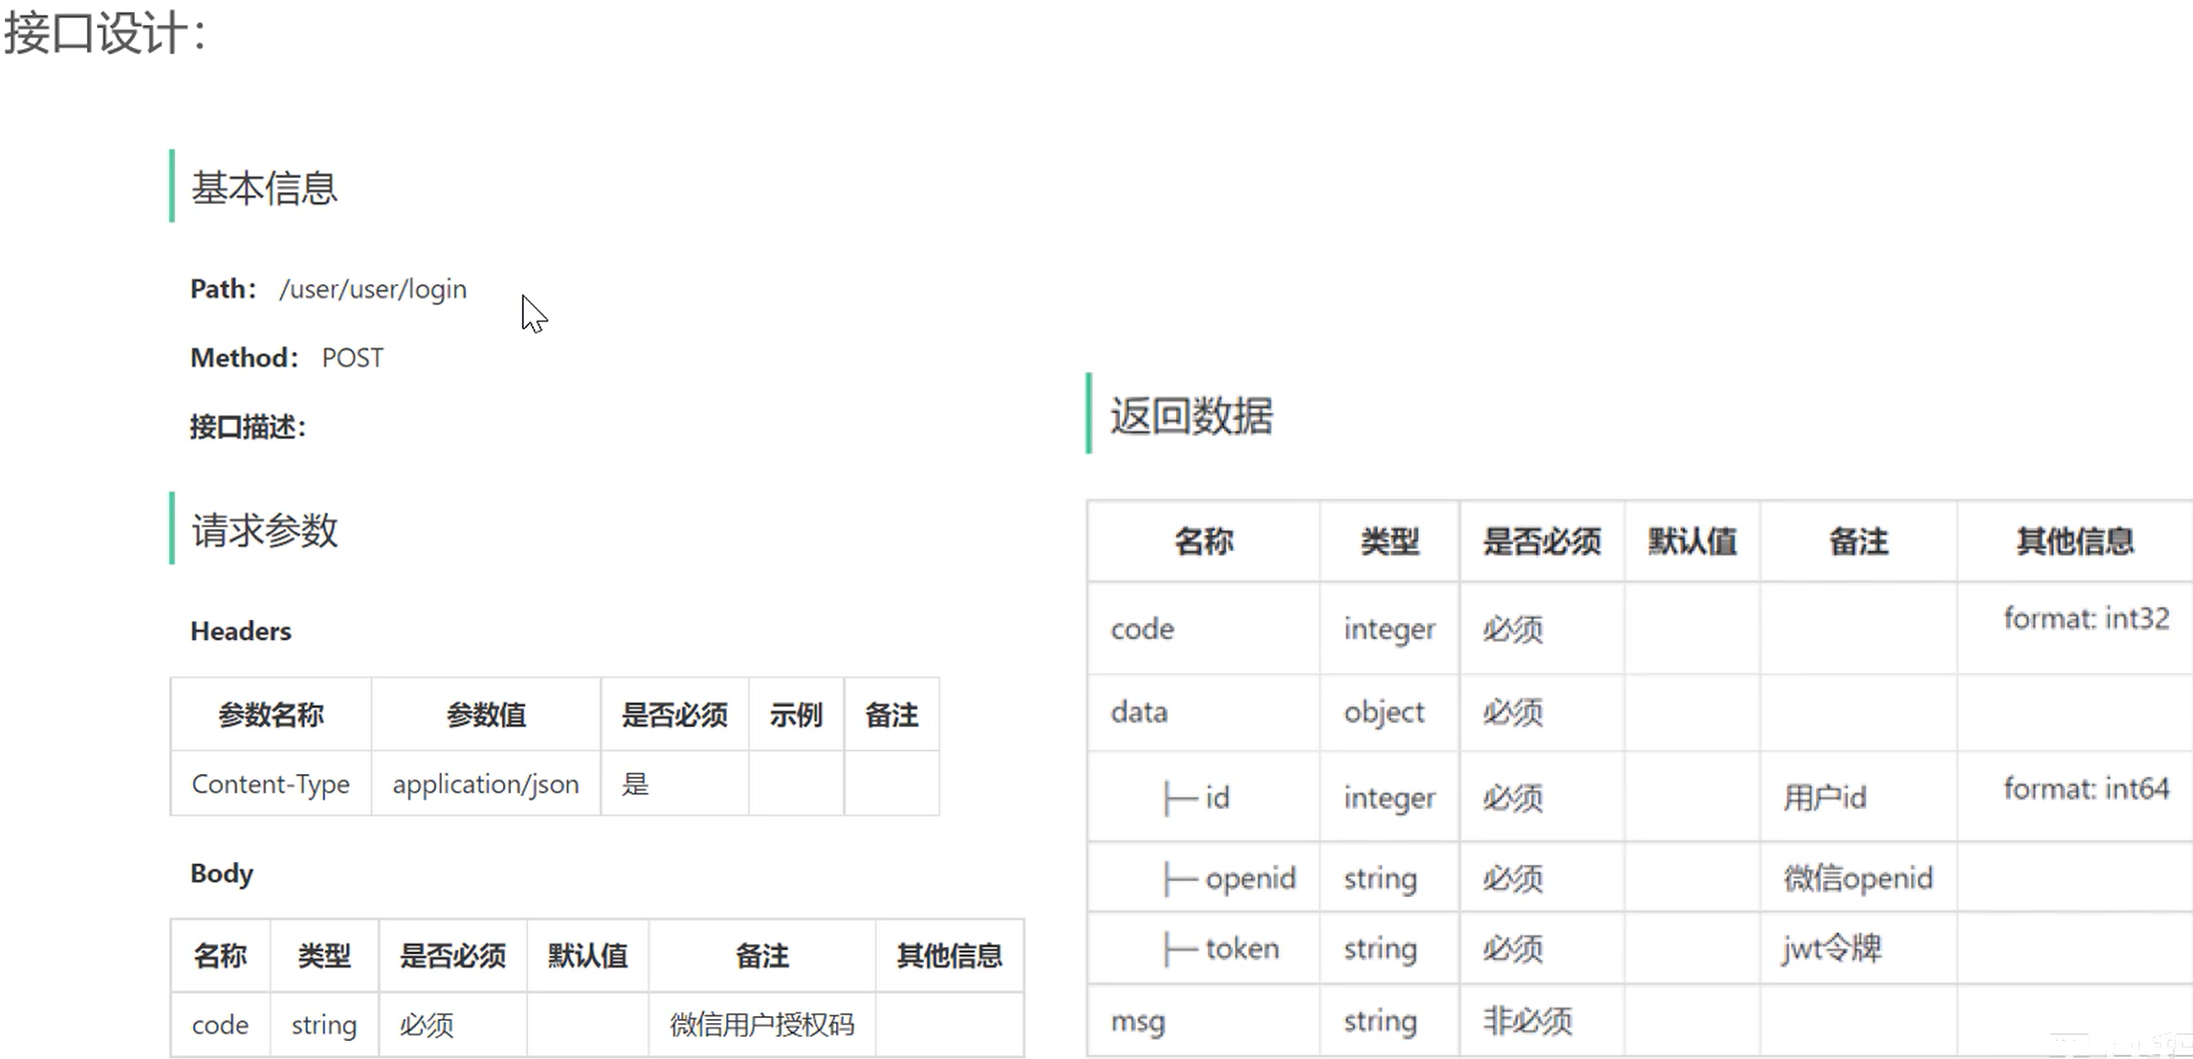 接口设计：
基本信息
Path： /user/user/login
Method： POST
接口描述：
请求参数
Headers
参数名称 参数值 是否必须 示例 备注
Content-Type application/json 是
Body
名称 类型 是否必须 默认值 备注 其他信息
code string 必须 微信用户授权码
返回数据
名称 类型 是否必须 默认值 备注 其他信息
code integer 必须 format: int32
data object 必须
├─ id integer 必须 用户id format: int64
├─ openid string 必须 微信openid
├─ token string 必须 jwt令牌
msg string 非必须